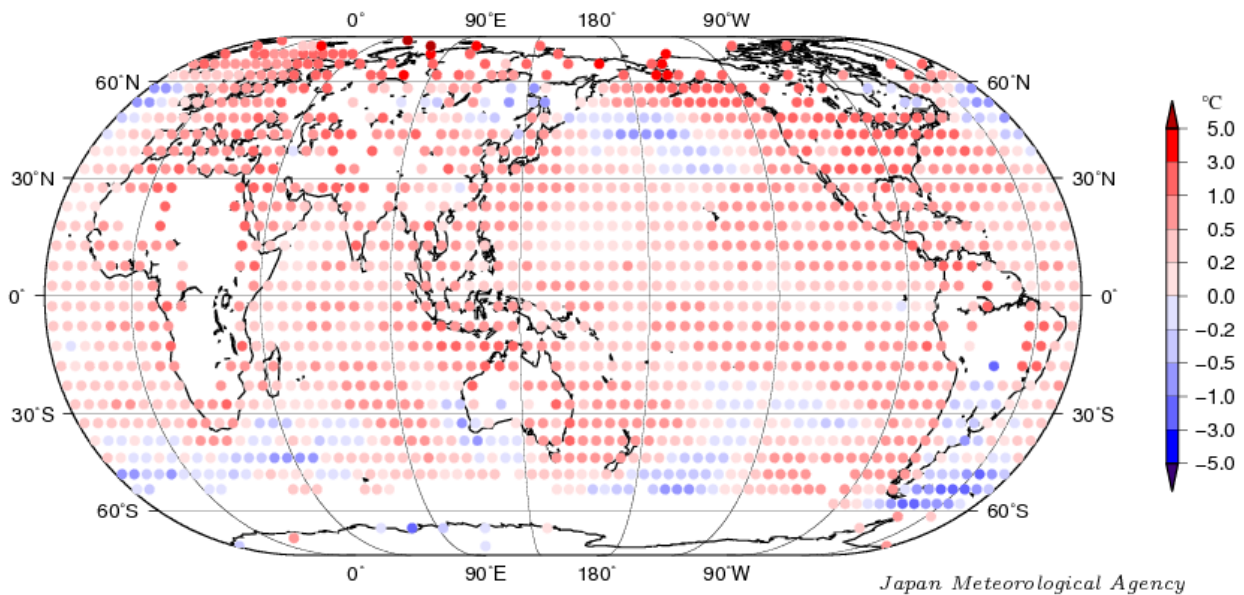 0° 90°E 180° 90°W
60°N 60°N
30°N 30°N
0° 0°
30°S 30°S
60°S 60°S
0° 90°E 180° 90°W
°C
5.0
3.0
1.0
0.5
0.2
0.0
−0.2
−0.5
−1.0
−3.0
−5.0
Japan Meteorological Agency